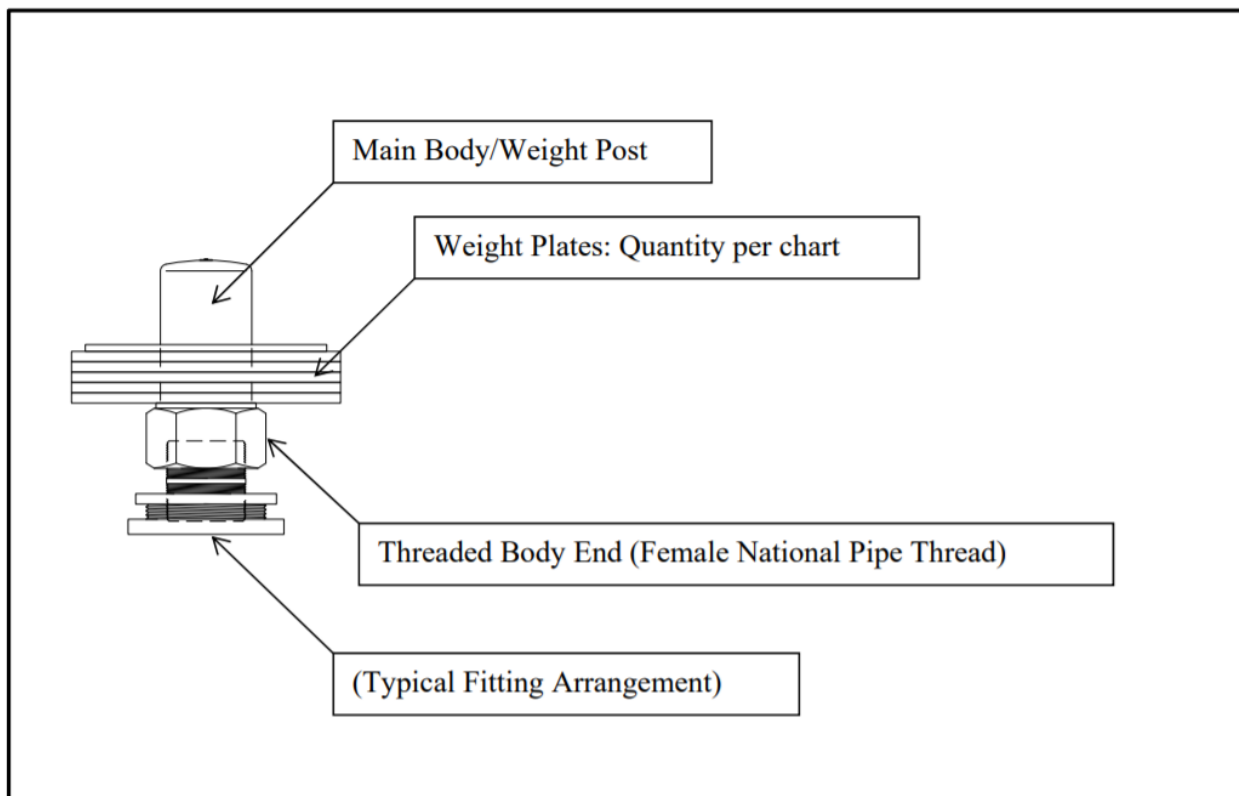 Main Body/Weight Post
Weight Plates: Quantity per chart
Threaded Body End (Female National Pipe Thread)
(Typical Fitting Arrangement)